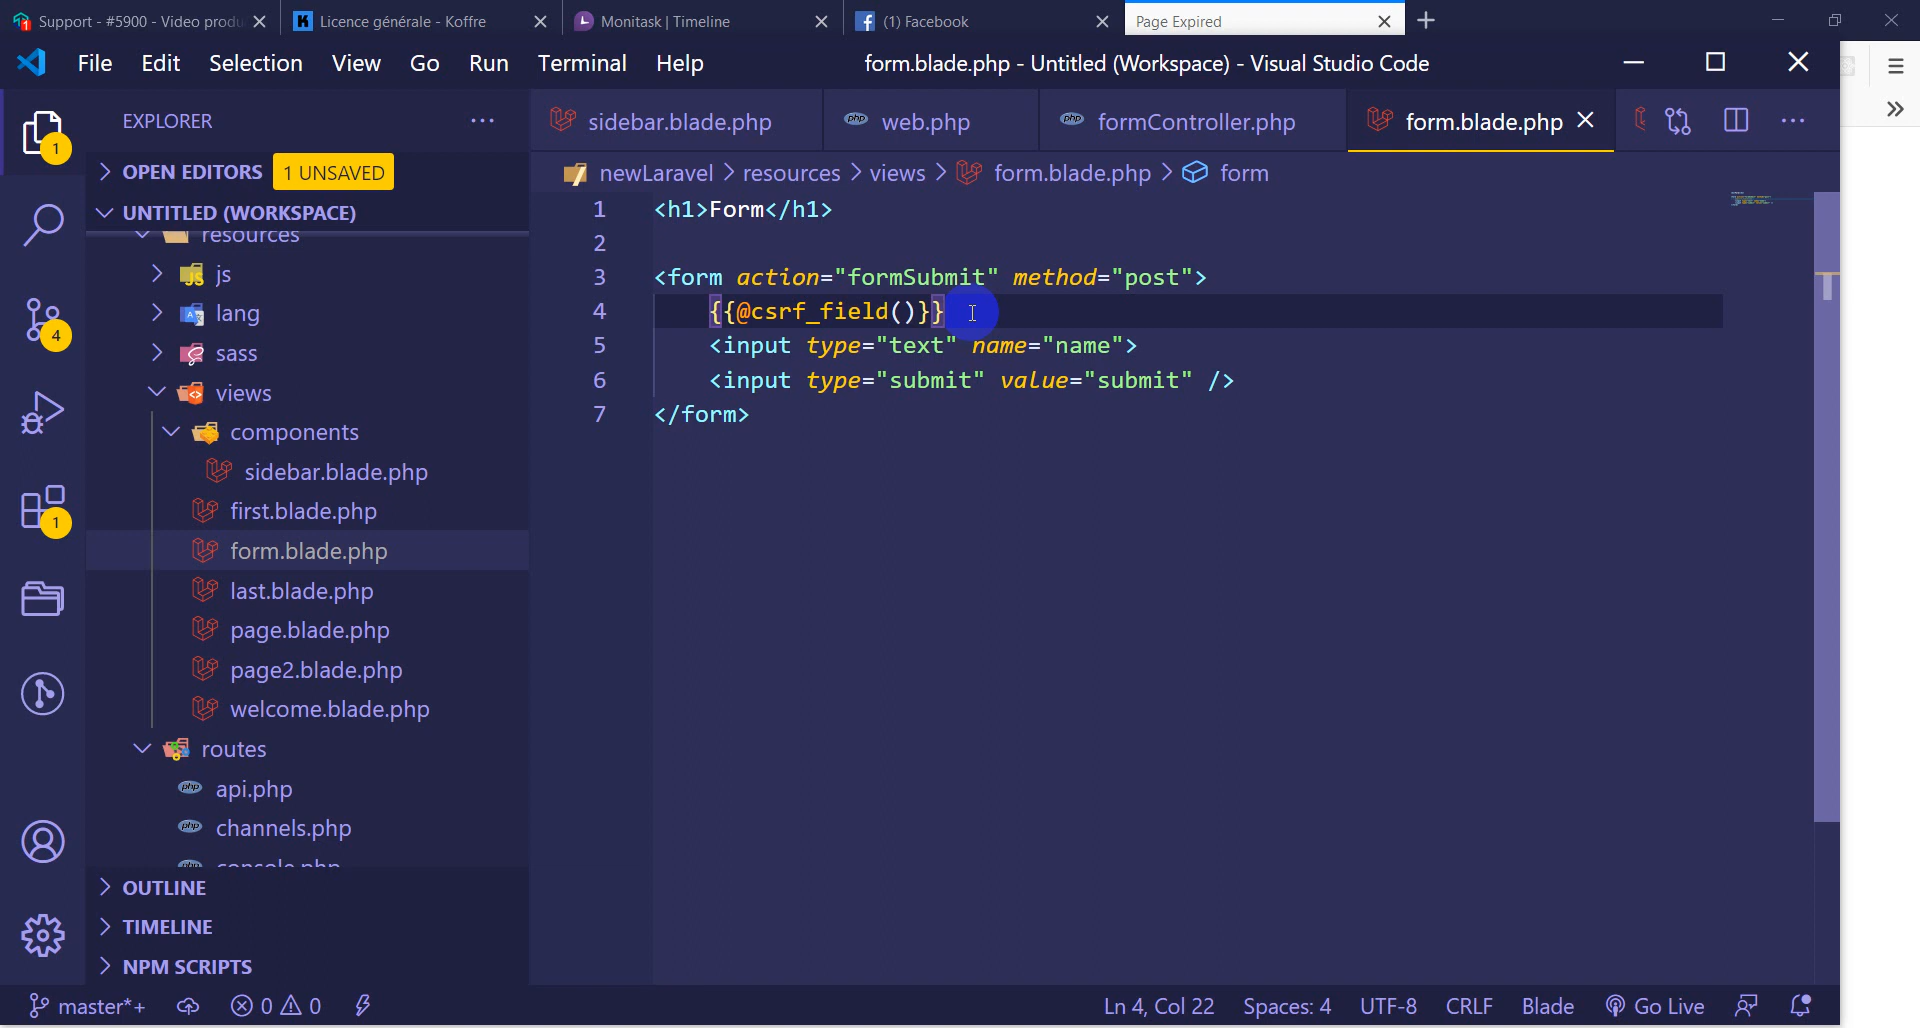 Support - #5900 - Video produ
Licence générale - Koffre
Monitask | Timeline
(1) Facebook
Page Expired
File Edit Selection View Go Run Terminal Help
form.blade.php - Untitled (Workspace) - Visual Studio Code
EXPLORER
sidebar.blade.php
web.php
formController.php
form.blade.php
OPEN EDITORS 1 UNSAVED
newLaravel > resources > views > form.blade.php > form
UNTITLED (WORKSPACE)
resources
js
lang
sass
views
components
sidebar.blade.php
first.blade.php
form.blade.php
last.blade.php
page.blade.php
page2.blade.php
welcome.blade.php
routes
api.php
channels.php
console.php
OUTLINE
TIMELINE
NPM SCRIPTS
1 <h1>Form</h1>
2
3 <form action="formSubmit" method="post">
4 {{@csrf_field()}}
5 <input type="text" name="name">
6 <input type="submit" value="submit" />
7 </form>
1
4
1
master*+ 0 0
Ln 4, Col 22 Spaces: 4 UTF-8 CRLF Blade Go Live